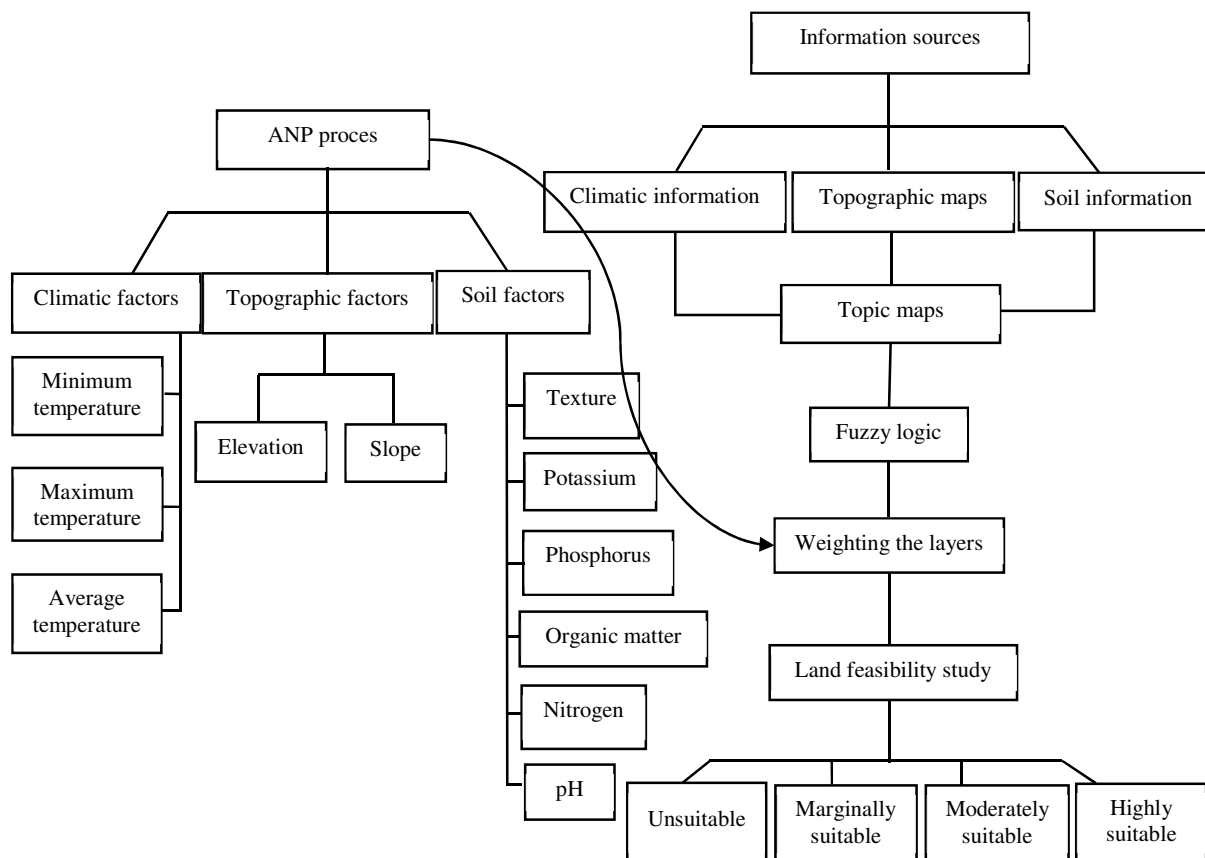 Information sources
ANP proces
Climatic information
Topographic maps
Soil information
Climatic factors
Topographic factors
Soil factors
Topic maps
Minimum
temperature
Texture
Elevation
Slope
Fuzzy logic
Maximum
temperature
Potassium
Phosphorus
Weighting the layers
Average
temperature
Organic matter
Land feasibility study
Nitrogen
pH
Unsuitable
Marginally
suitable
Moderately
suitable
Highly
suitable